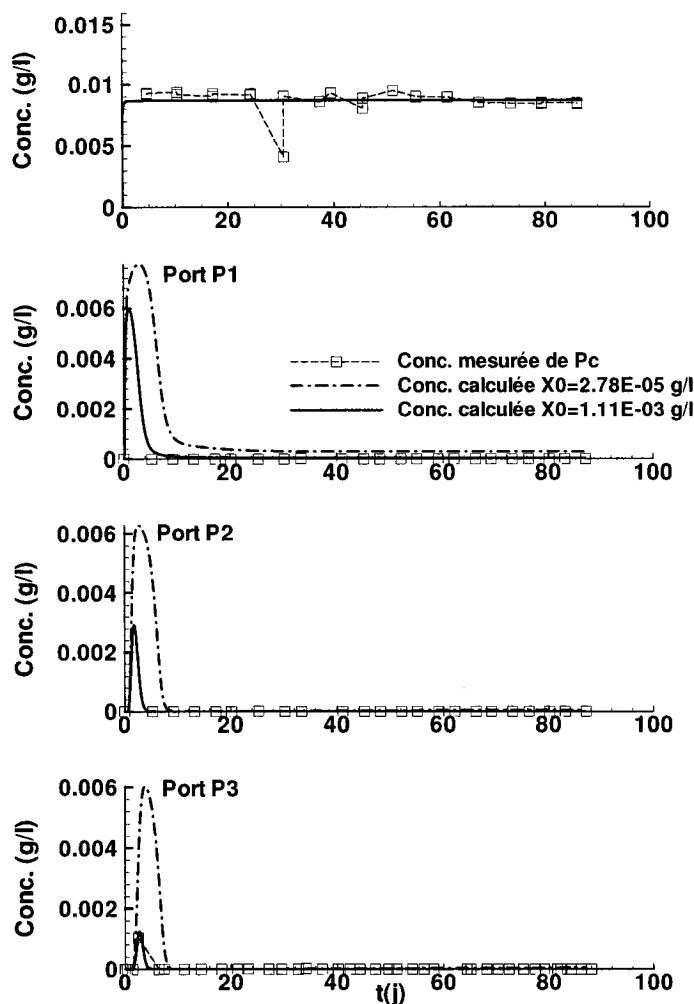 Conc. (g/l)
0.015
0.01
0.005
0
0 20 40 60 80 100
Conc. (g/l)
0.006
0.004
0.002
0
Port P1
Conc. mesurée de Pc
Conc. calculée X0=2.78E-05 g/l
Conc. calculée X0=1.11E-03 g/l
0 20 40 60 80 100
Conc. (g/l)
0.006
0.004
0.002
0
Port P2
0 20 40 60 80 100
Conc. (g/l)
0.006
0.004
0.002
0
Port P3
0 20 40 60 80 100
t(j)